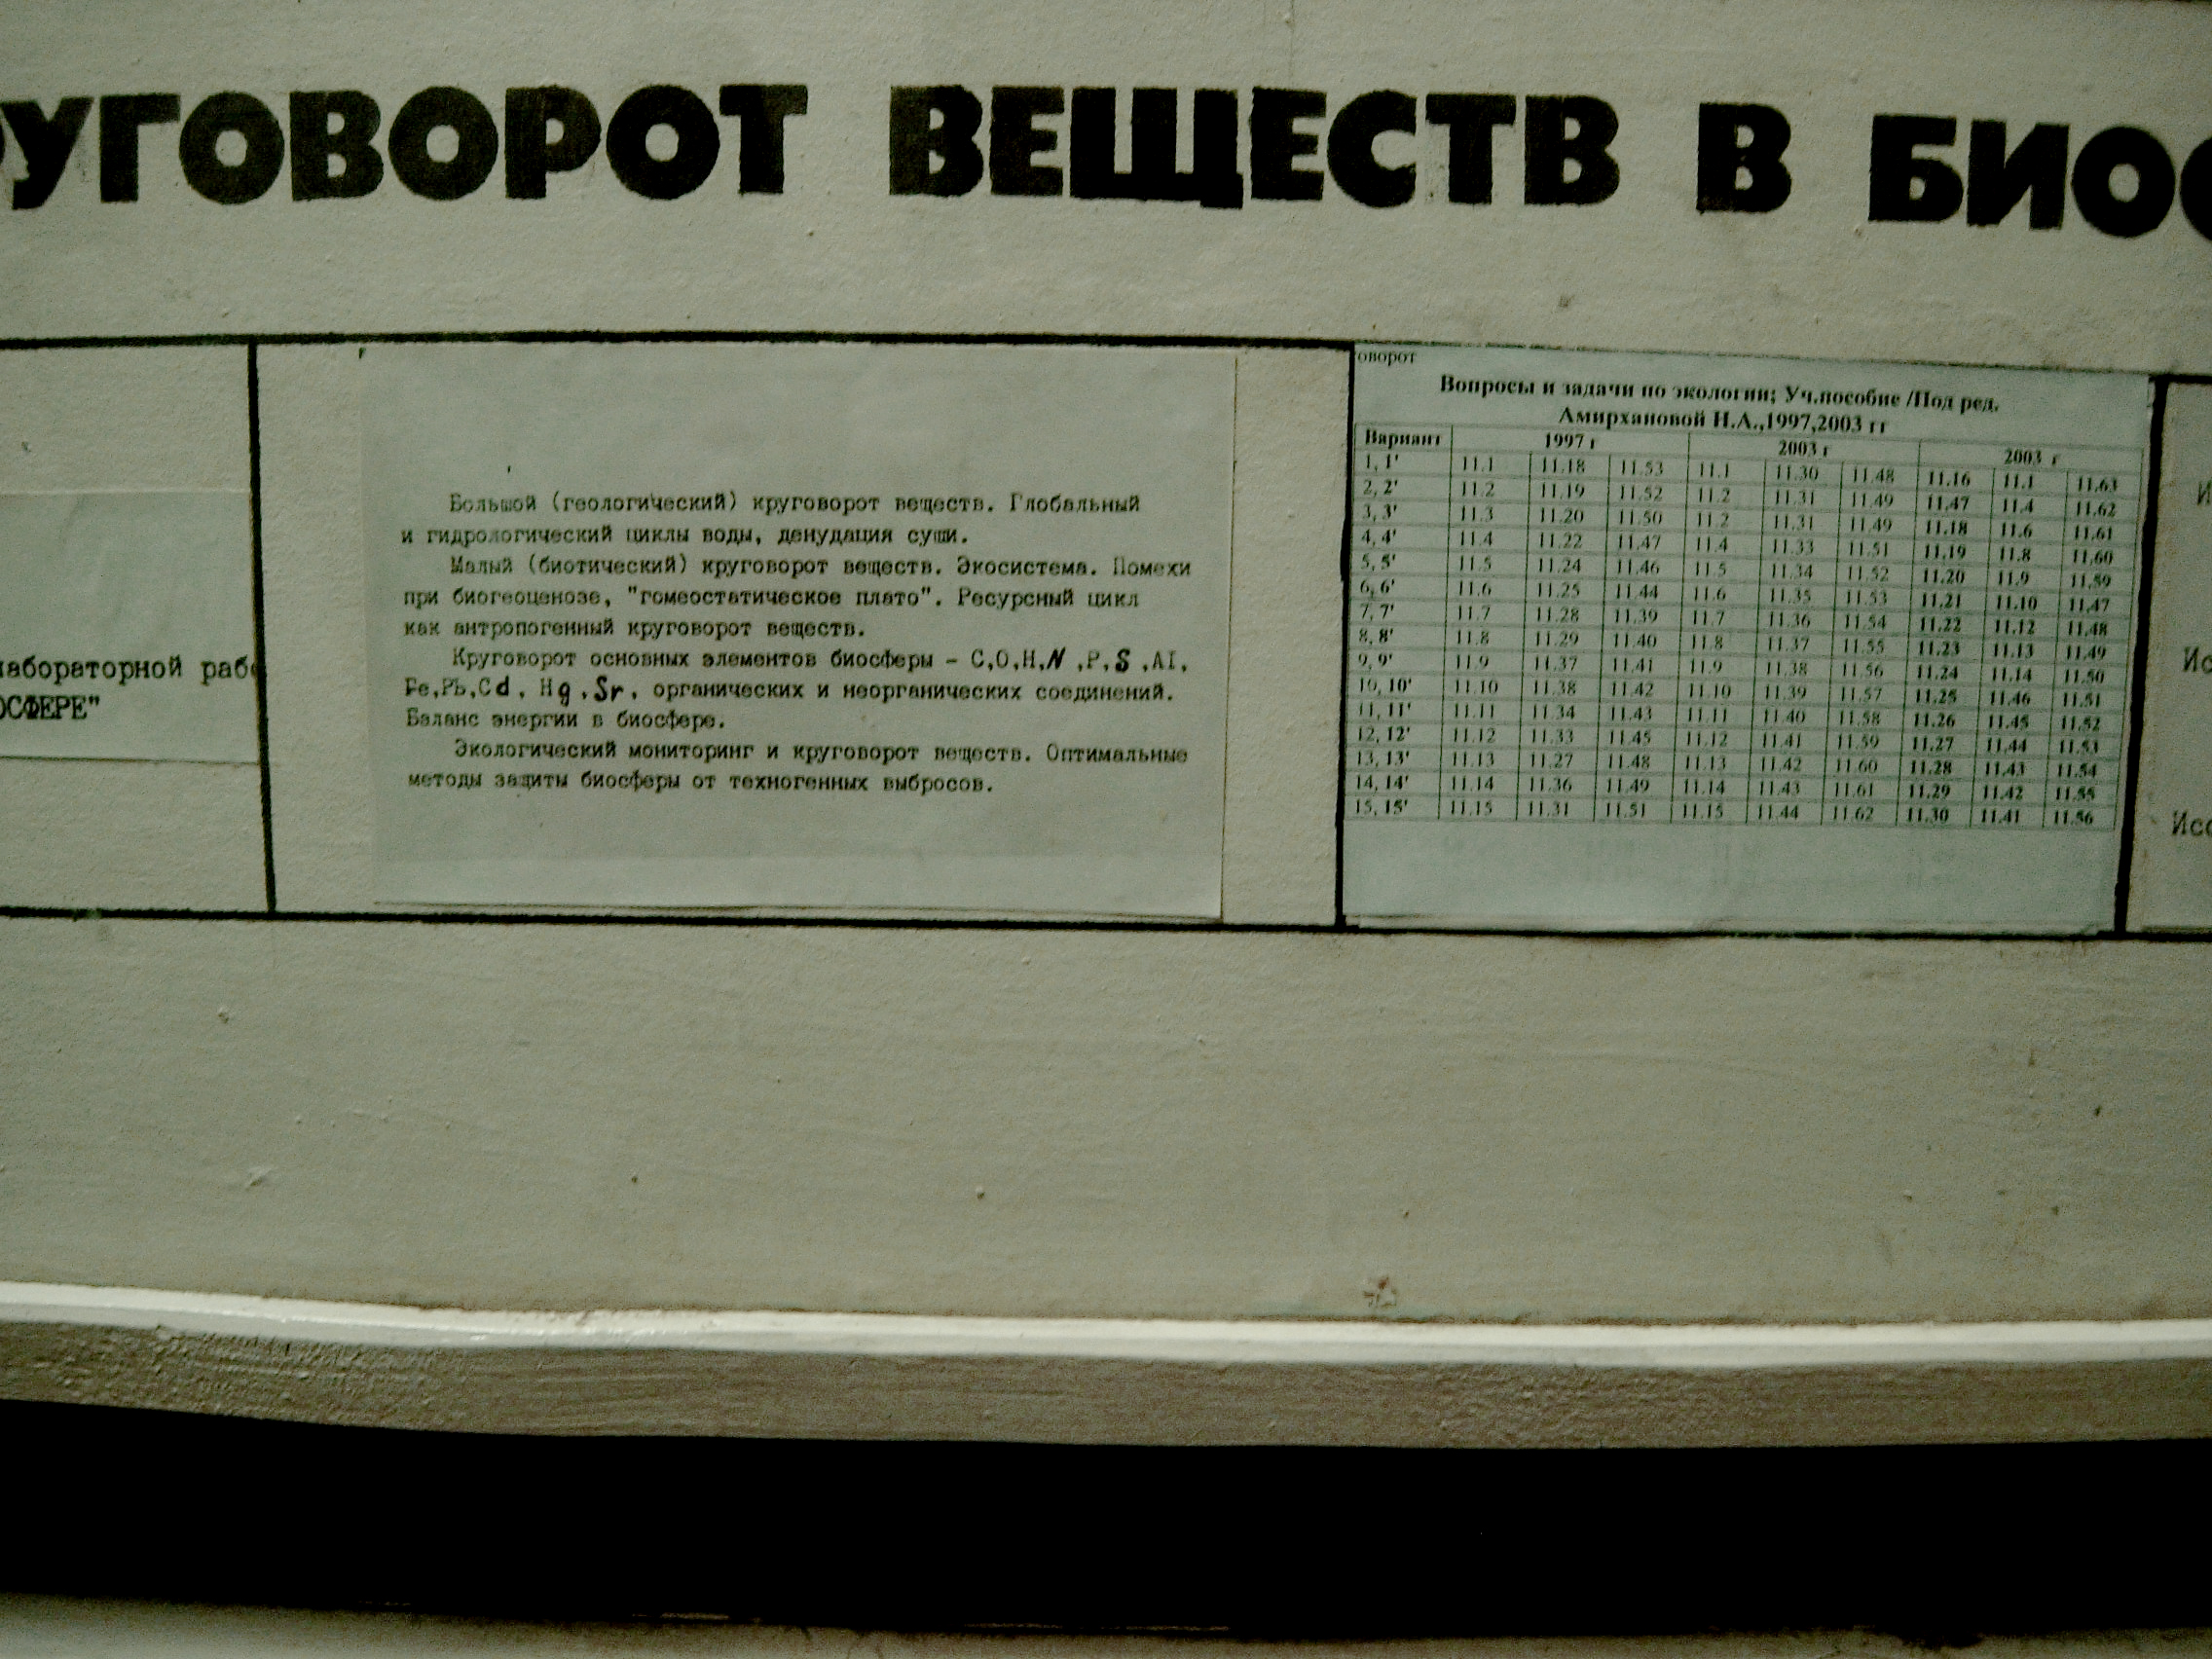 РУГОВОРОТ ВЕЩЕСТВ В БИОС
лабораторной рабо
ОСФЕРЕ"
Большой (геологический) круговорот веществ. Глобальный
и гидрологический циклы воды, денудация суши.
Малый (биотический) круговорот веществ. Экосистема. Помехи
при биогеоценозе, "гомеостатическое плато". Ресурсный цикл
как антропогенный круговорот веществ.
Круговорот основных элементов биосферы - C,O,H,N ,P,S ,AI,
Fe,Pb,Cd , Hg ,Sr, органических и неорганических соединений.
Баланс энергии в биосфере.
Экологический мониторинг и круговорот веществ. Оптимальные
методы защиты биосферы от техногенных выбросов.
оворот
Вопросы и задачи по экологии; Уч.пособие /Под ред.
Амирхановой Н.А.,1997,2003 гг
Вариант 1997 г 2003 г 2003 г
1, 1' 11.1 11.18 11.53 11.1 11.30 11.48 11.16 11.1 11.63
2, 2' 11.2 11.19 11.52 11.2 11.31 11.49 11.47 11.4 11.62
3, 3' 11.3 11.20 11.50 11.2 11.31 11.49 11.18 11.6 11.61
4, 4' 11.4 11.22 11.47 11.4 11.33 11.51 11.19 11.8 11.60
5, 5' 11.5 11.24 11.46 11.5 11.34 11.52 11.20 11.9 11.59
6, 6' 11.6 11.25 11.44 11.6 11.35 11.53 11.21 11.10 11.47
7, 7' 11.7 11.28 11.39 11.7 11.36 11.54 11.22 11.12 11.48
8, 8' 11.8 11.29 11.40 11.8 11.37 11.55 11.23 11.13 11.49
9, 9' 11.9 11.37 11.41 11.9 11.38 11.56 11.24 11.14 11.50
10, 10' 11.10 11.38 11.42 11.10 11.39 11.57 11.25 11.46 11.51
11, 11' 11.11 11.34 11.43 11.11 11.40 11.58 11.26 11.45 11.52
12, 12' 11.12 11.33 11.45 11.12 11.41 11.59 11.27 11.44 11.53
13, 13' 11.13 11.27 11.48 11.13 11.42 11.60 11.28 11.43 11.54
14, 14' 11.14 11.36 11.49 11.14 11.43 11.61 11.29 11.42 11.55
15, 15' 11.15 11.31 11.51 11.15 11.44 11.62 11.30 11.41 11.56
И
Ис
Исс